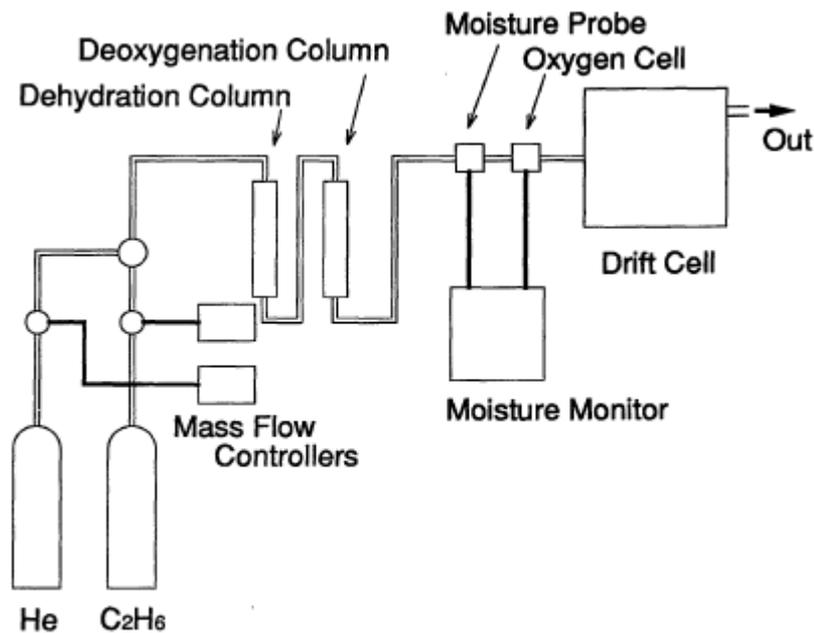 Moisture Probe
Deoxygenation Column
Oxygen Cell
Dehydration Column
Out
Drift Cell
Moisture Monitor
Mass Flow
Controllers
He
C2H6